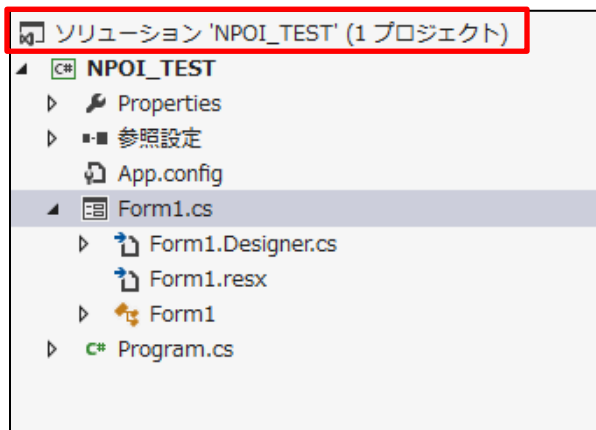 ソリューション 'NPOI_TEST' (1 プロジェクト)
C# NPOI_TEST
Properties
参照設定
App.config
Form1.cs
Form1.Designer.cs
Form1.resx
Form1
C# Program.cs